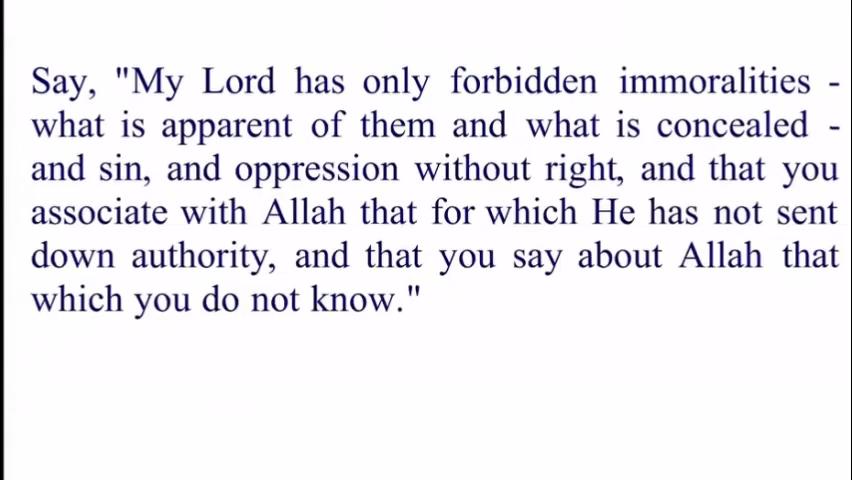 Say, "My Lord has only forbidden immoralities -
what is apparent of them and what is concealed -
and sin, and oppression without right, and that you
associate with Allah that for which He has not sent
down authority, and that you say about Allah that
which you do not know."